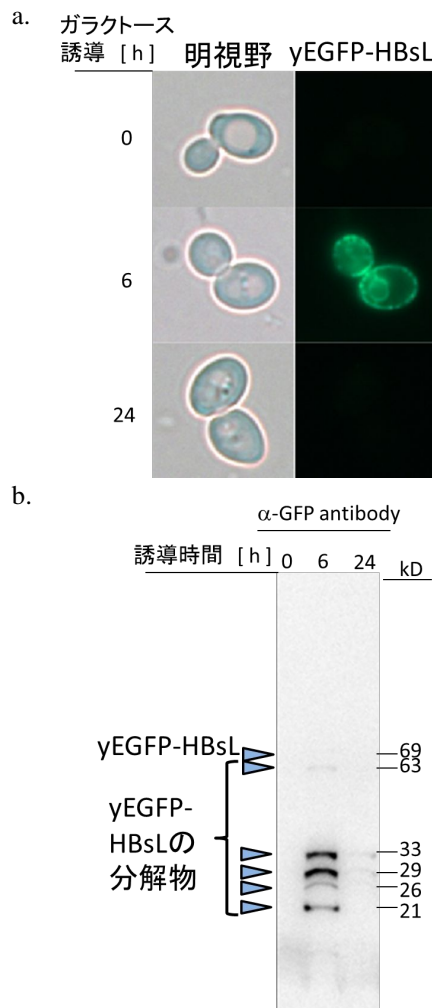 a.
ガラクトース
誘導 [h] 明視野 yEGFP-HBsL
0
6
24
b.
α-GFP antibody
誘導時間 [h] 0 6 24 kD
yEGFP-HBsL
yEGFP-
HBsLの
分解物
69
63
33
29
26
21